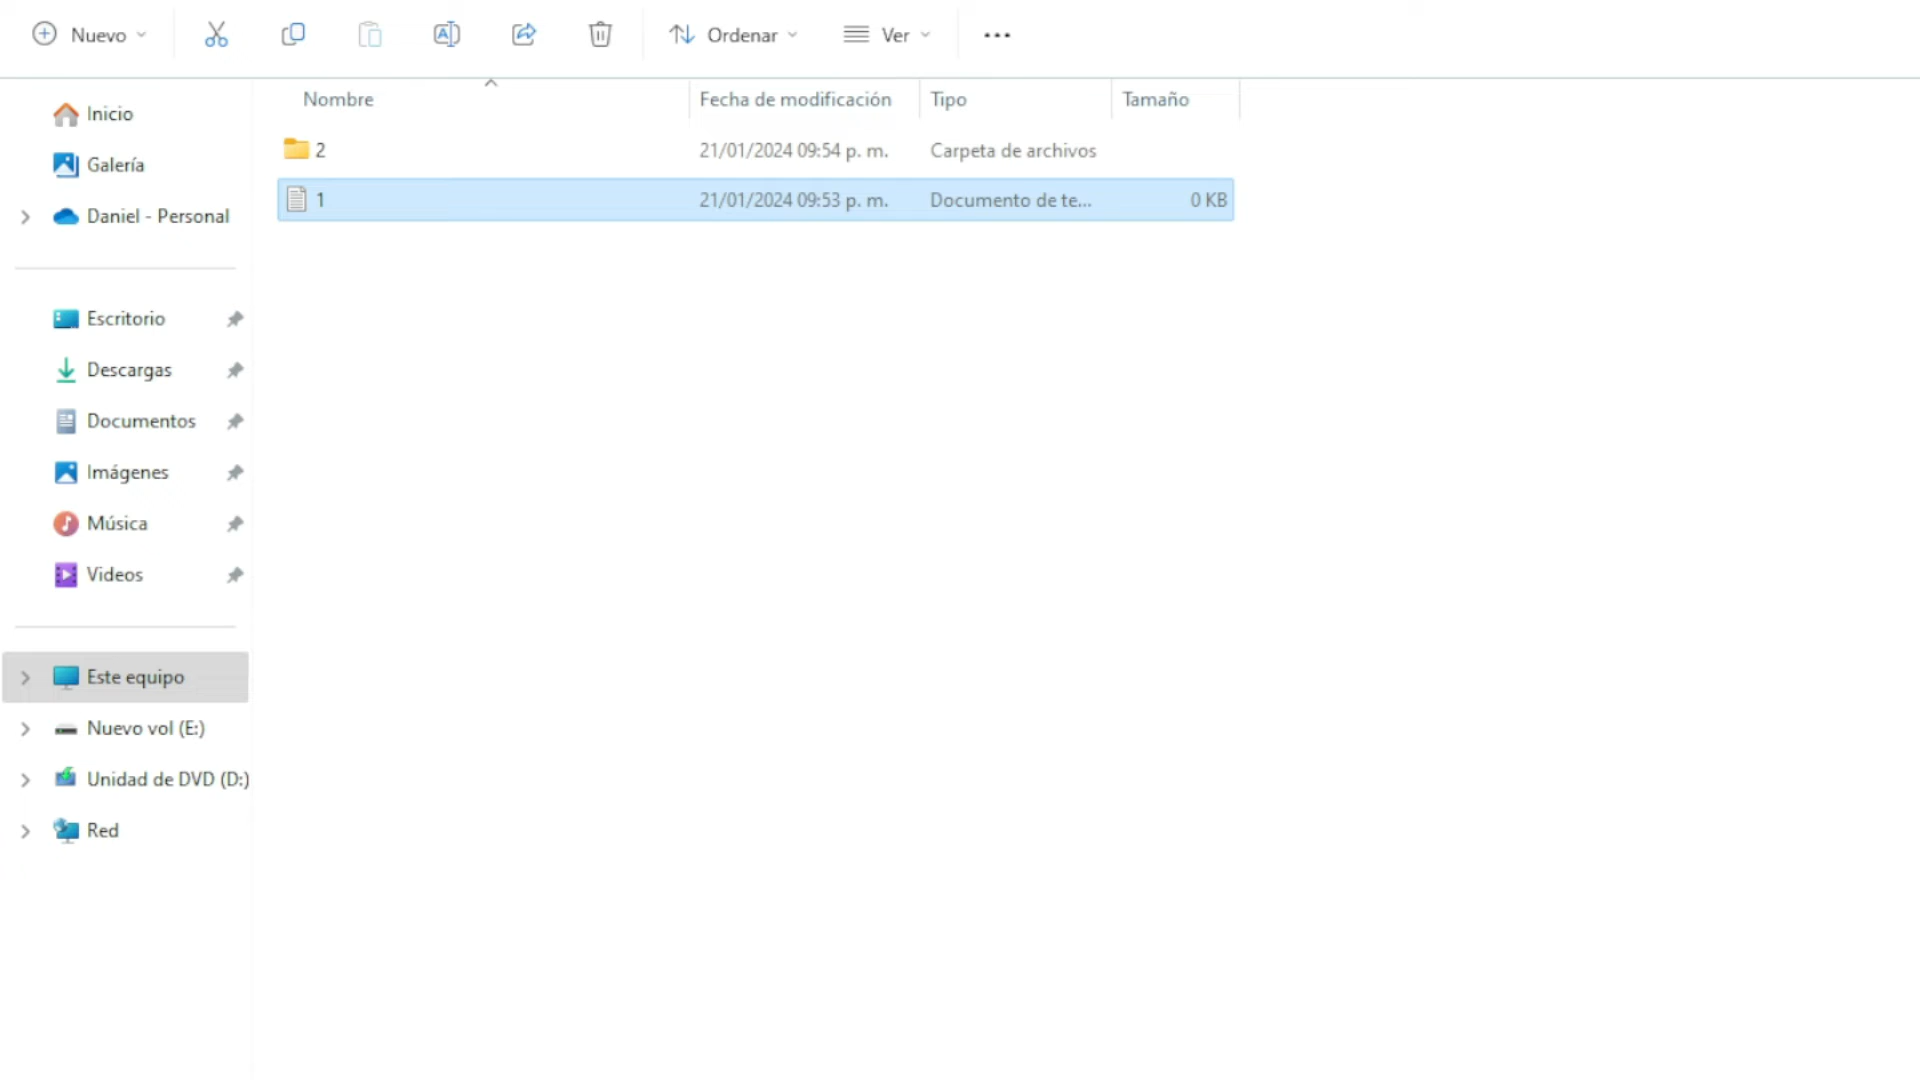 Nuevo
Ordenar
Ver
Nombre Fecha de modificación Tipo Tamaño
2 21/01/2024 09:54 p. m. Carpeta de archivos
1 21/01/2024 09:53 p. m. Documento de te... 0 KB
Inicio
Galería
Daniel - Personal
Escritorio
Descargas
Documentos
Imágenes
Música
Videos
Este equipo
Nuevo vol (E:)
Unidad de DVD (D:)
Red